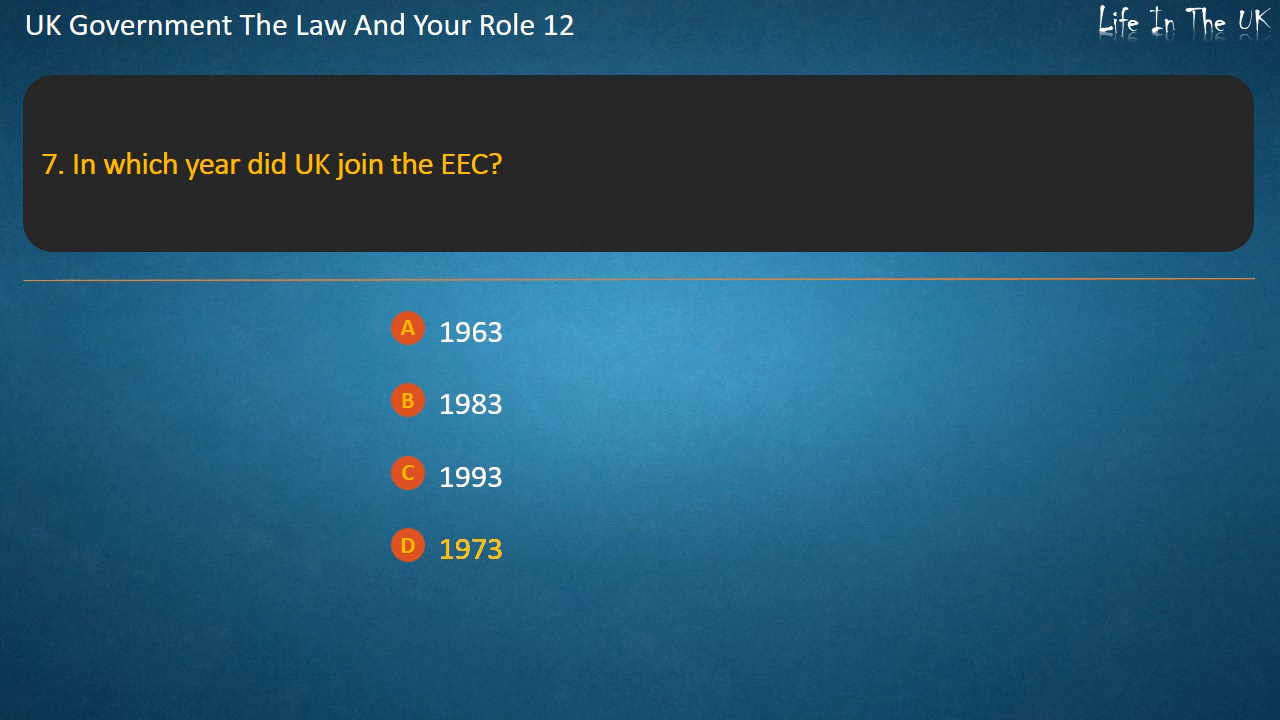 UK Government The Law And Your Role 12
Life In The UK
7. In which year did UK join the EEC?
A 1963
B 1983
C 1993
D 1973